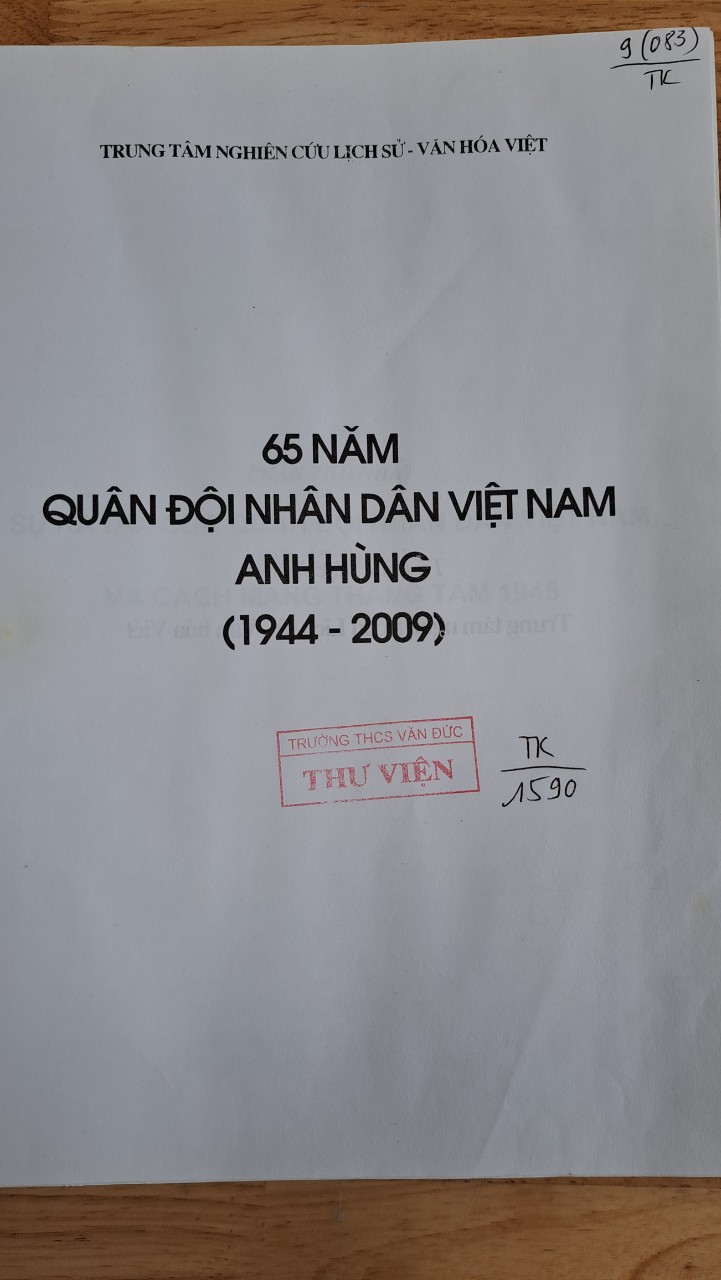 9 (083)
TK
TRUNG TÂM NGHIÊN CỨU LỊCH SỬ - VĂN HÓA VIỆT
65 NĂM
QUÂN ĐỘI NHÂN DÂN VIỆT NAM
ANH HÙNG
(1944 - 2009)
TRƯỜNG THCS VĂN ĐỨC
THƯ VIỆN
TK
1590